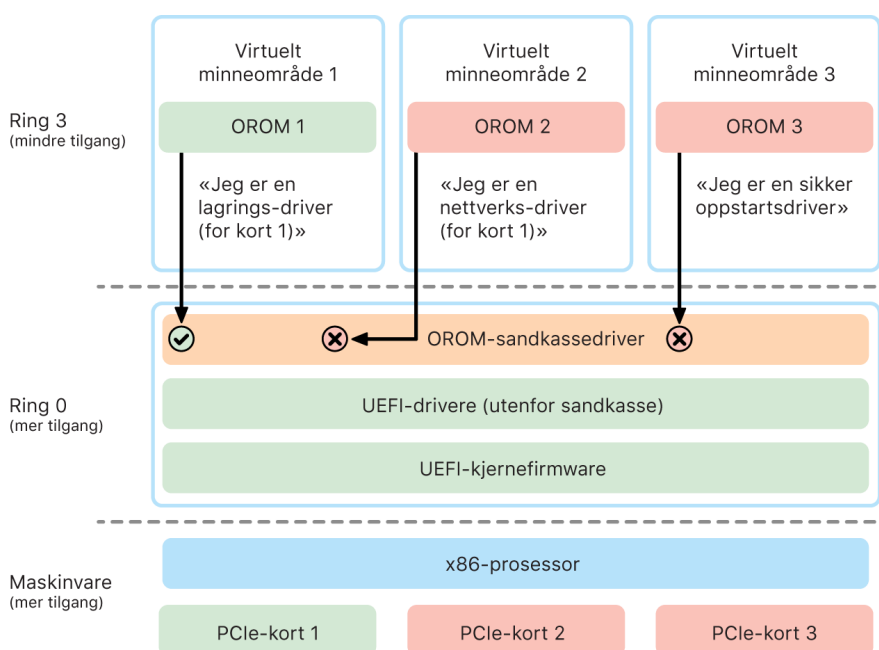 Virtuelt
minneområde 1
Virtuelt
minneområde 2
Virtuelt
minneområde 3
Ring 3
(mindre tilgang)
OROM 1
OROM 2
OROM 3
«Jeg er en
lagrings-driver
(for kort 1)»
«Jeg er en
nettverks-driver
(for kort 1)»
«Jeg er en sikker
oppstartsdriver»
OROM-sandkassedriver
Ring 0
(mer tilgang)
UEFI-drivere (utenfor sandkasse)
UEFI-kjernefirmware
Maskinvare
(mer tilgang)
x86-prosessor
PCIe-kort 1
PCIe-kort 2
PCIe-kort 3